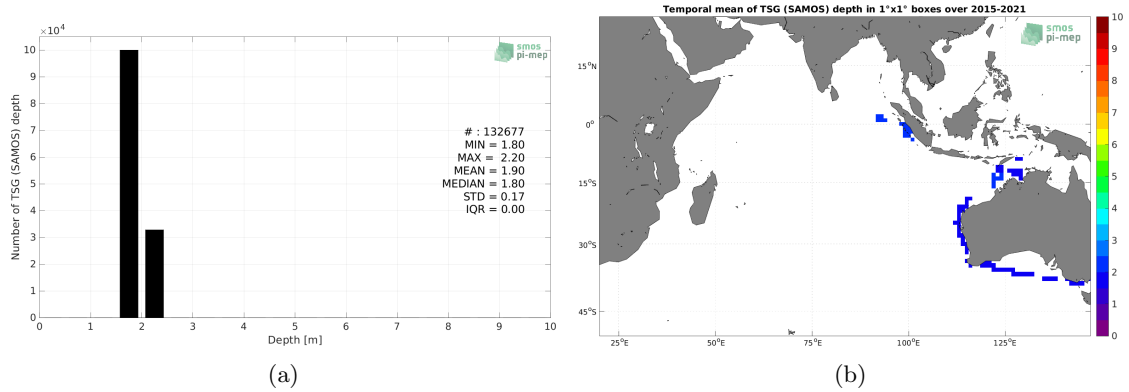 ×10⁴
10
9
8
7
6
5
4
3
2
1
0
Number of TSG (SAMOS) depth
smos
pi-mep
# : 132677
MIN = 1.80
MAX = 2.20
MEAN = 1.90
MEDIAN = 1.80
STD = 0.17
IQR = 0.00
0 1 2 3 4 5 6 7 8 9 10
Depth [m]
(a)
Temporal mean of TSG (SAMOS) depth in 1°x1° boxes over 2015-2021
smos
pi-mep
15°N
0°
15°S
30°S
45°S
25°E 50°E 75°E 100°E 125°E
10
9
8
7
6
5
4
3
2
1
0
(b)